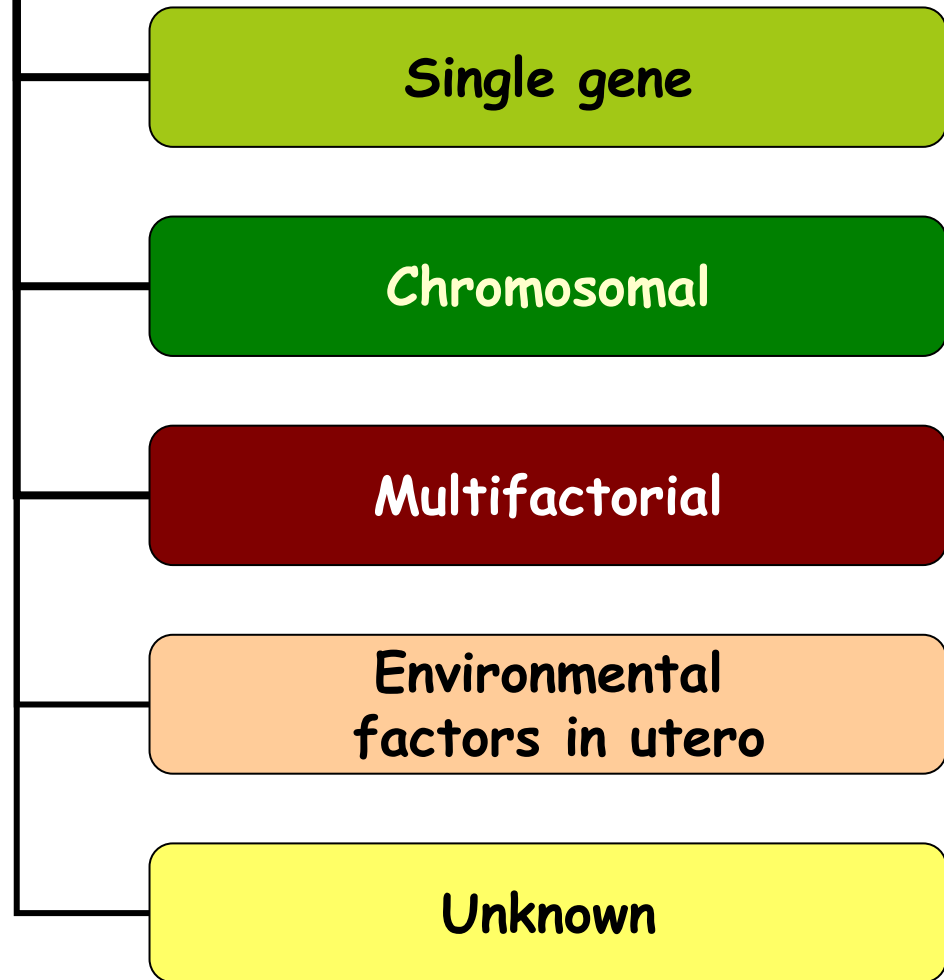 Single gene
Chromosomal
Multifactorial
Environmental
factors in utero
Unknown